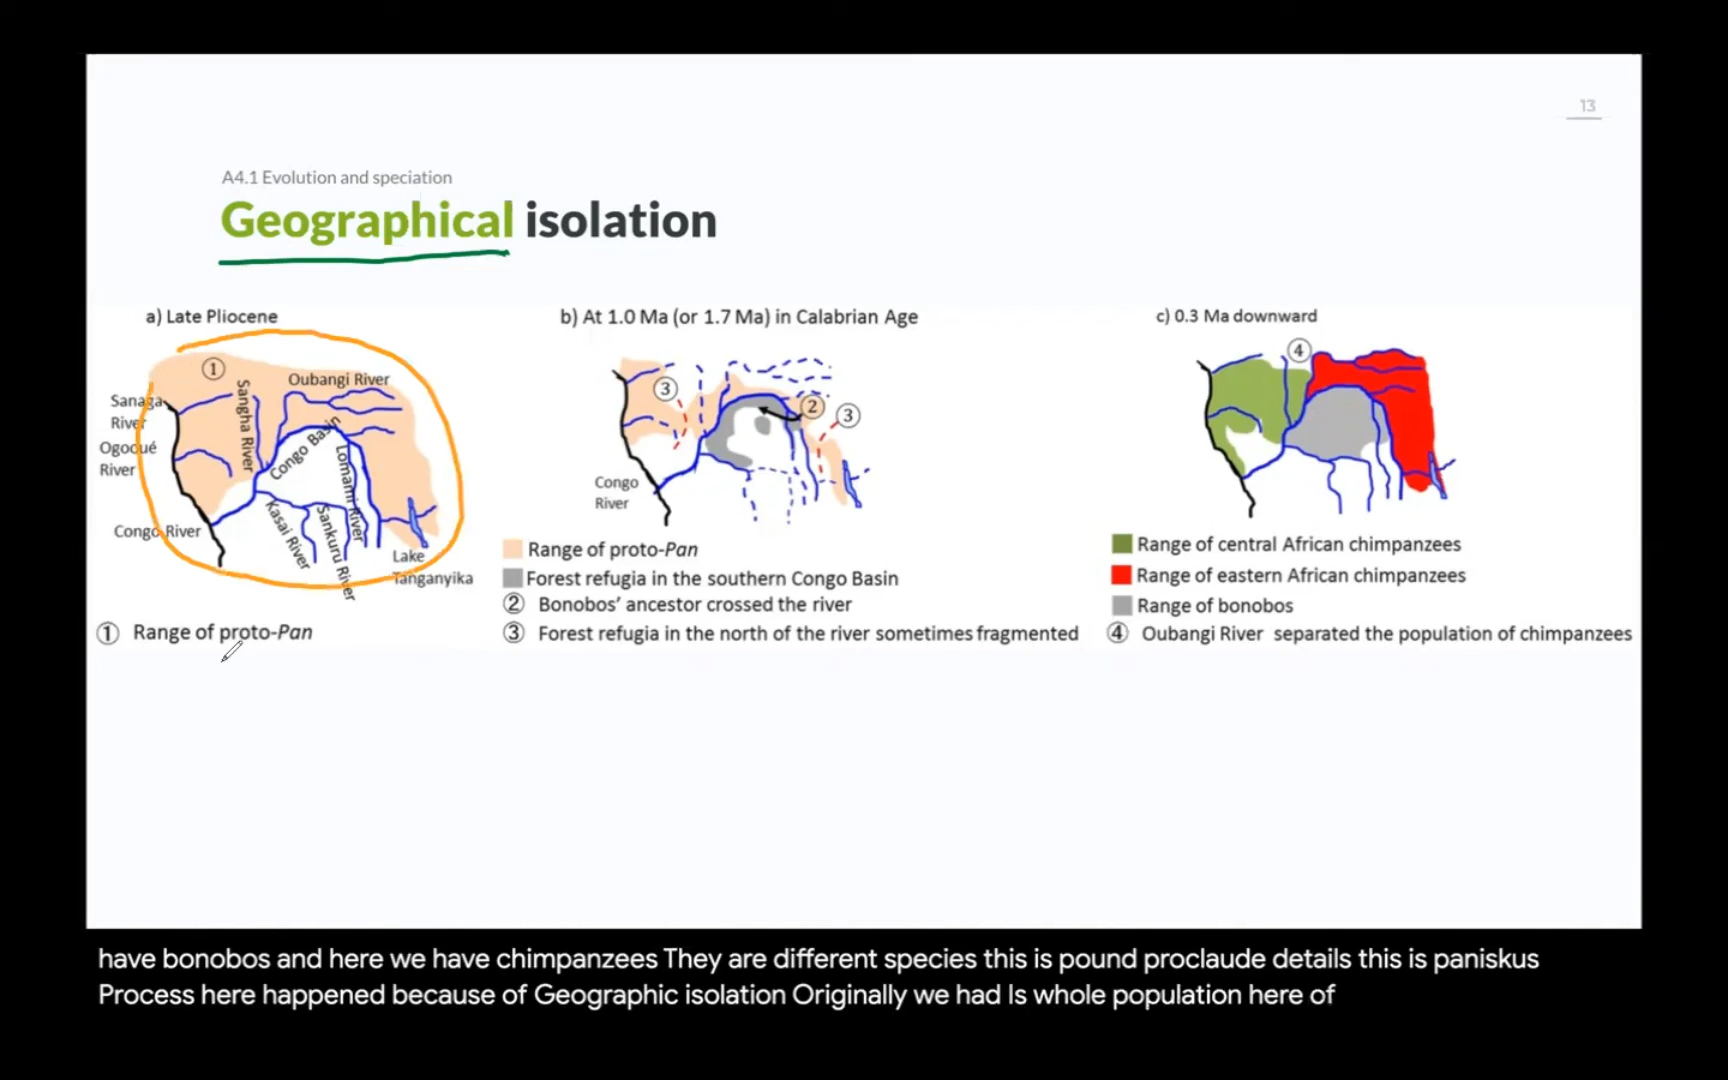 13
A4.1 Evolution and speciation
Geographical isolation
a) Late Pliocene
①
Oubangi River
Sanaga
River
Sangha River
Ogooué
River
Congo Basin
Lomami River
Congo River
Kasai River
Sankuru River
Lake
Tanganyika
① Range of proto-Pan
b) At 1.0 Ma (or 1.7 Ma) in Calabrian Age
③
②
③
Congo
River
Range of proto-Pan
Forest refugia in the southern Congo Basin
② Bonobos' ancestor crossed the river
③ Forest refugia in the north of the river sometimes fragmented
c) 0.3 Ma downward
④
Range of central African chimpanzees
Range of eastern African chimpanzees
Range of bonobos
④ Oubangi River separated the population of chimpanzees
have bonobos and here we have chimpanzees They are different species this is pound proclaude details this is paniskus
Process here happened because of Geographic isolation Originally we had Is whole population here of